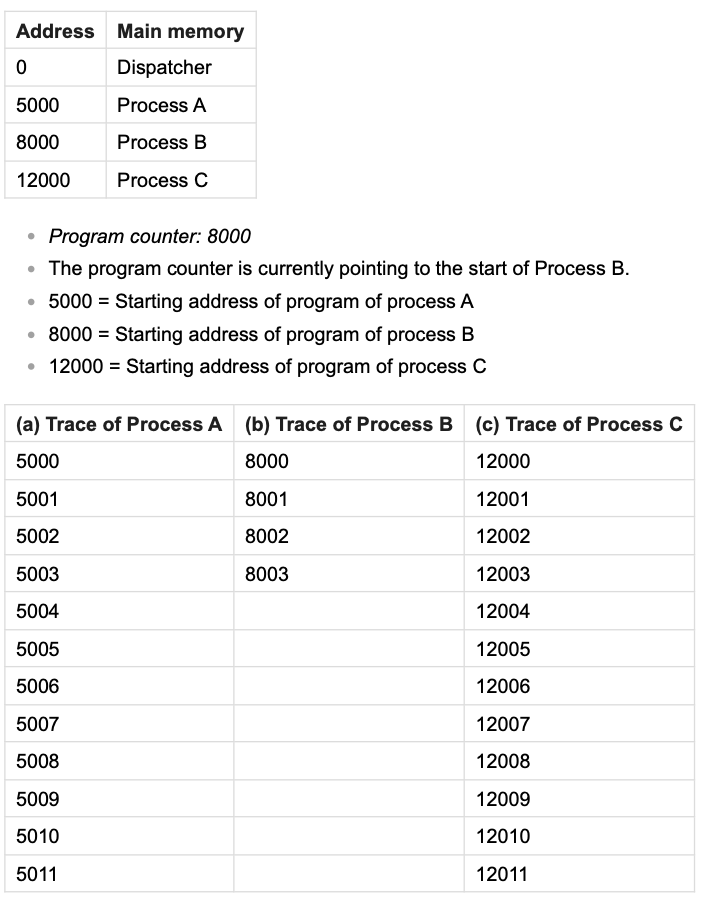 Address Main memory
0 Dispatcher
5000 Process A
8000 Process B
12000 Process C
Program counter: 8000
The program counter is currently pointing to the start of Process B.
5000 = Starting address of program of process A
8000 = Starting address of program of process B
12000 = Starting address of program of process C
(a) Trace of Process A (b) Trace of Process B (c) Trace of Process C
5000 8000 12000
5001 8001 12001
5002 8002 12002
5003 8003 12003
5004 12004
5005 12005
5006 12006
5007 12007
5008 12008
5009 12009
5010 12010
5011 12011